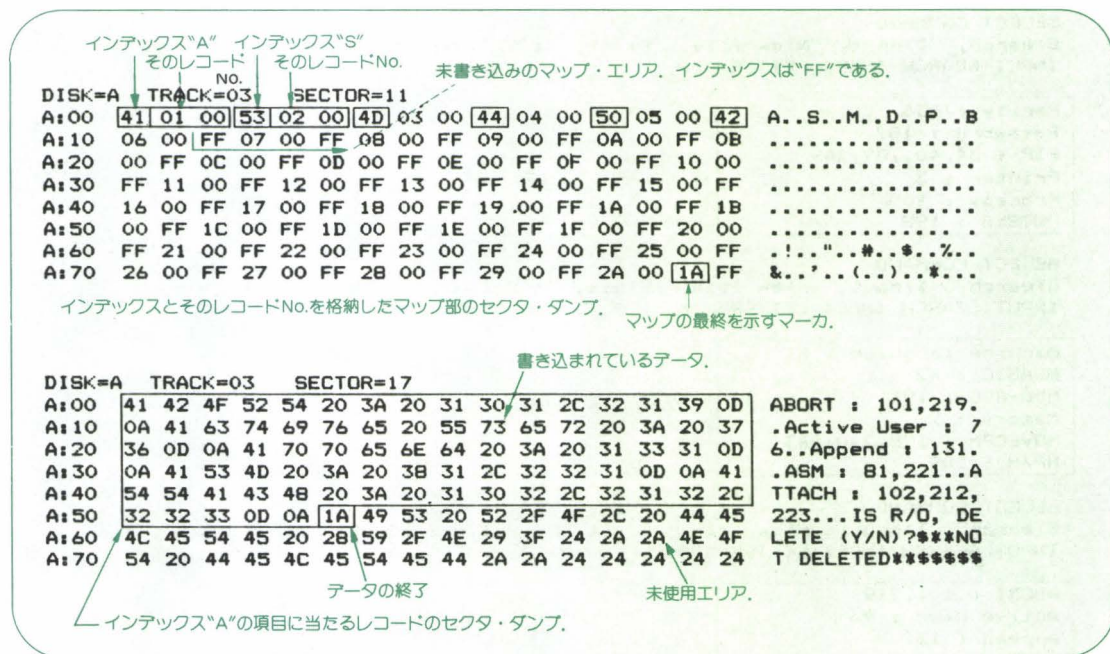 インデックス“A” インデックス“S”
そのレコード そのレコードNo.
No.
未書き込みのマップ・エリア．インデックスは“FF”である．
DISK=A TRACK=03 SECTOR=11
A:00 41 01 00 53 02 00 4D 03 00 44 04 00 50 05 00 42 A..S..M..D..P..B
A:10 06 00 FF 07 00 FF 08 00 FF 09 00 FF 0A 00 FF 0B ................
A:20 00 FF 0C 00 FF 0D 00 FF 0E 00 FF 0F 00 FF 10 00 ................
A:30 FF 11 00 FF 12 00 FF 13 00 FF 14 00 FF 15 00 FF ................
A:40 16 00 FF 17 00 FF 18 00 FF 19 00 FF 1A 00 FF 1B ................
A:50 00 FF 1C 00 FF 1D 00 FF 1E 00 FF 1F 00 FF 20 00 ................
A:60 FF 21 00 FF 22 00 FF 23 00 FF 24 00 FF 25 00 FF .!.."..#..$..%..
A:70 26 00 FF 27 00 FF 28 00 FF 29 00 FF 2A 00 1A FF &..'..(..)..*...
インデックスとそのレコードNo.を格納したマップ部のセクタ・ダンプ．
マップの最終を示すマーカ．
書き込まれているデータ．
DISK=A TRACK=03 SECTOR=17
A:00 41 42 4F 52 54 20 3A 20 31 30 31 2C 32 31 39 0D ABORT : 101,219.
A:10 0A 41 63 74 69 76 65 20 55 73 65 72 20 3A 20 37 .Active User : 7
A:20 36 0D 0A 41 70 70 65 6E 64 20 3A 20 31 33 31 0D 6..Append : 131.
A:30 0A 41 53 4D 20 3A 20 38 31 2C 32 32 31 0D 0A 41 .ASM : 81,221..A
A:40 54 54 41 43 48 20 3A 20 31 30 32 2C 32 31 32 2C TTACH : 102,212,
A:50 32 32 33 0D 0A 1A 49 53 20 52 2F 4F 2C 20 44 45 223...IS R/O, DE
A:60 4C 45 54 45 20 28 59 2F 4E 29 3F 24 2A 2A 4E 4F LETE (Y/N)?$**NO
A:70 54 20 44 45 4C 45 54 45 44 2A 2A 24 24 24 24 24 T DELETED**$$$$$
データの終了
未使用エリア．
インデックス“A”の項目に当たるレコードのセクタ・ダンプ．